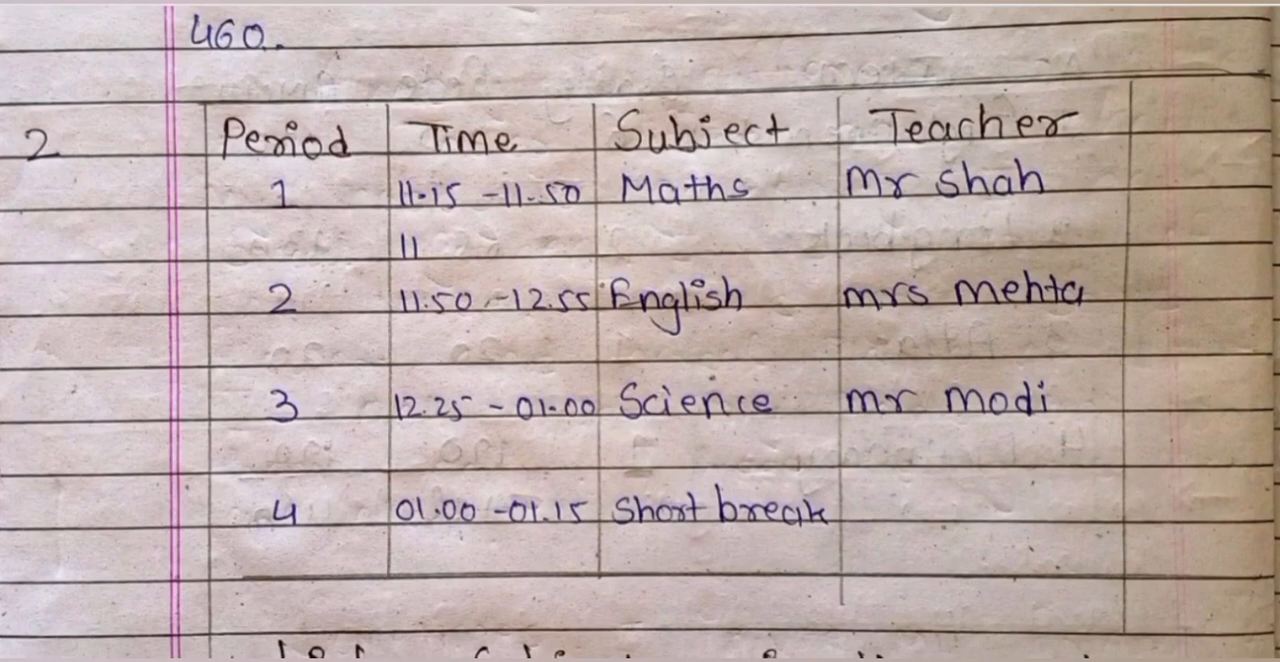 460.
2 Period Time Subject Teacher
1 11.15 - 11.50 Maths Mr shah
11
2 11.50 - 12.55 English mrs mehta
3 12.25 - 01.00 Science mr modi
4 01.00 - 01.15 Short break